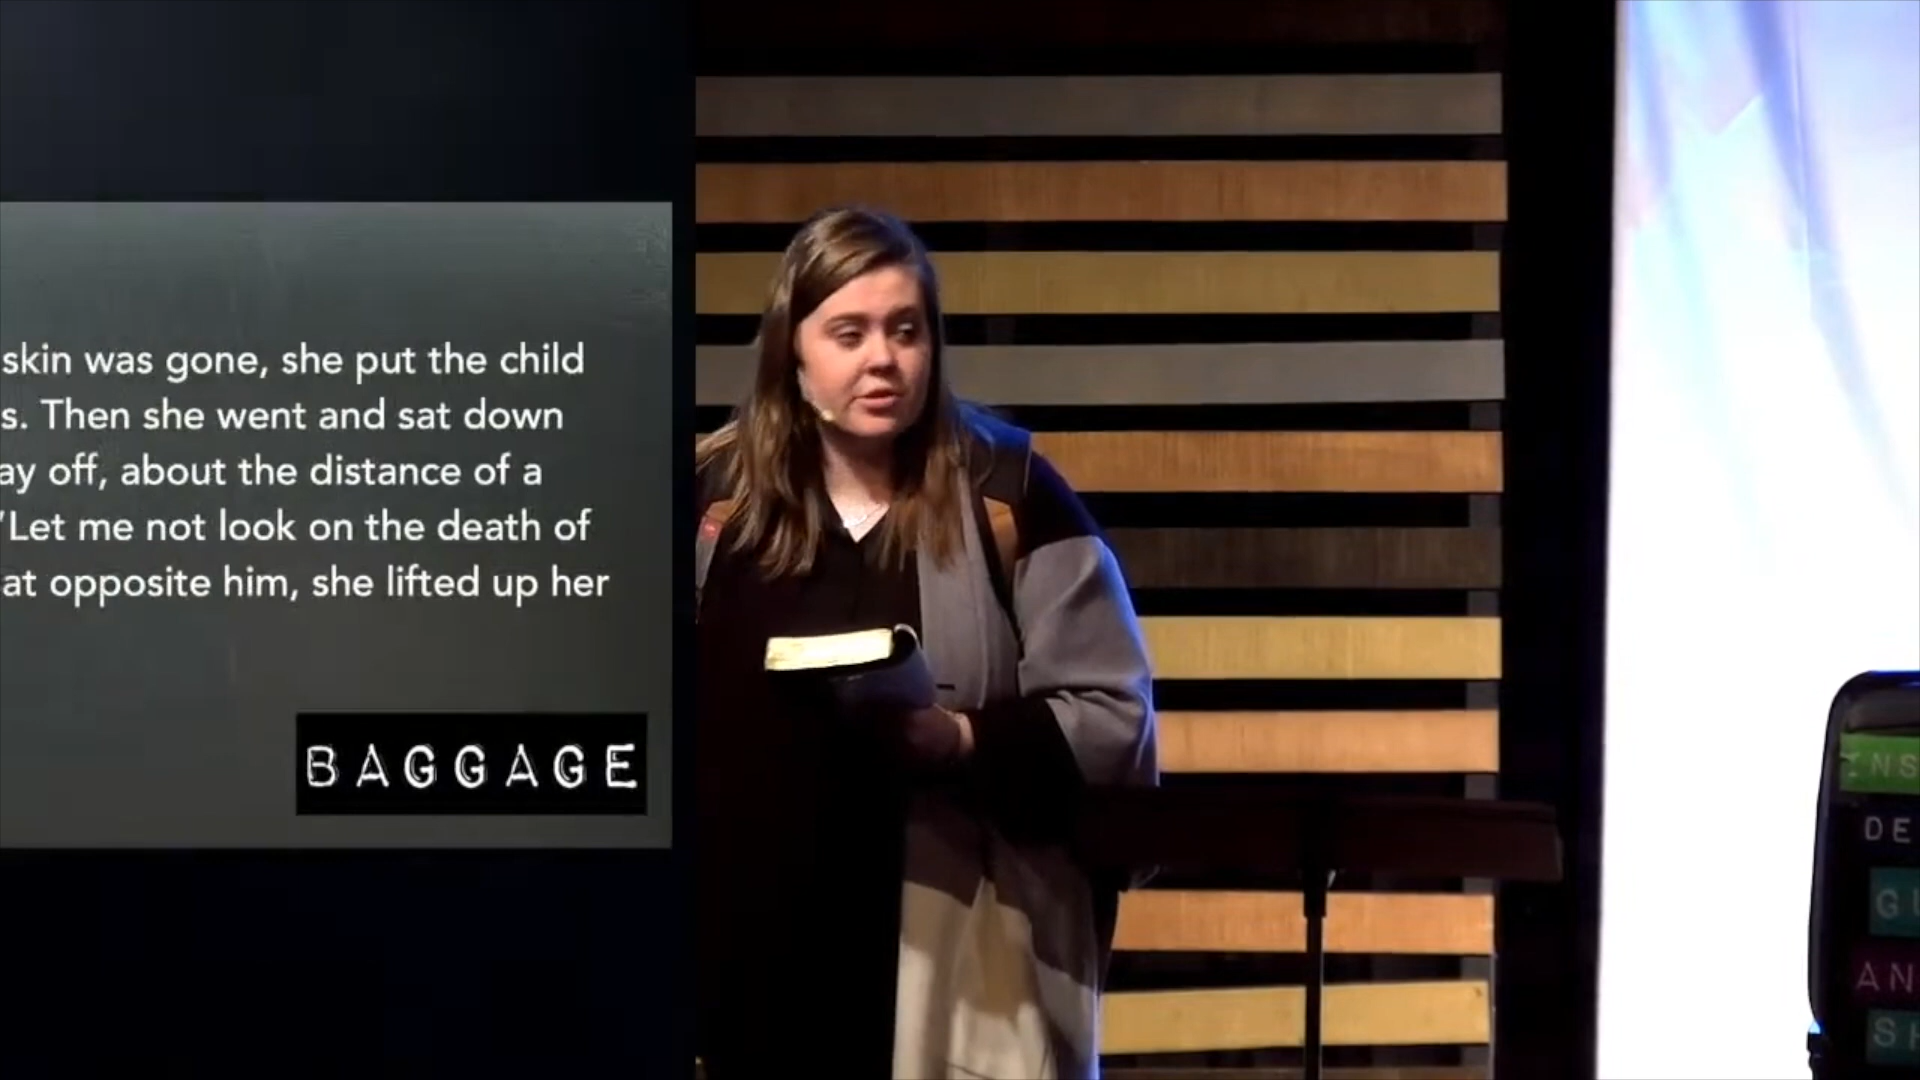 skin was gone, she put the child
s. Then she went and sat down
ay off, about the distance of a
"Let me not look on the death of
at opposite him, she lifted up her
BAGGAGE
INS
DE
GU
AN
SH